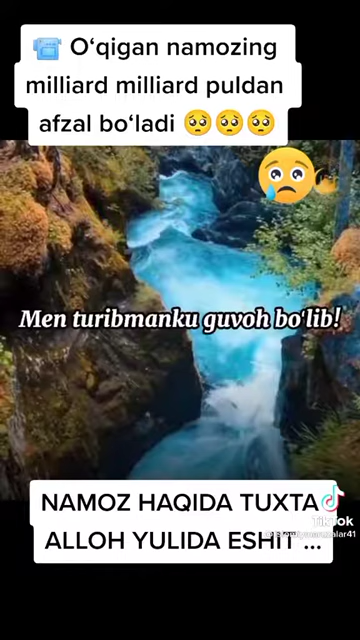 O‘qigan namozing
milliard milliard puldan
afzal bo‘ladi
Men turibmanku guvoh bo'lib!
NAMOZ HAQIDA TUXTA
ALLOH YULIDA ESHIT ...
TikTok